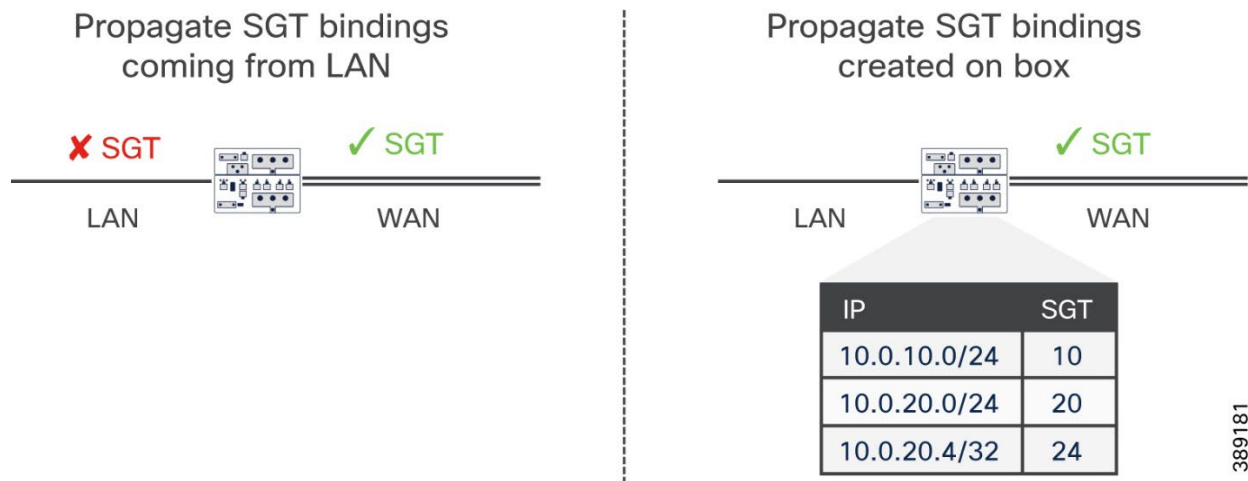 Propagate SGT bindings
coming from LAN
✘ SGT
✓ SGT
LAN
WAN
Propagate SGT bindings
created on box
✓ SGT
LAN
WAN
IP SGT
10.0.10.0/24 10
10.0.20.0/24 20
10.0.20.4/32 24
389181